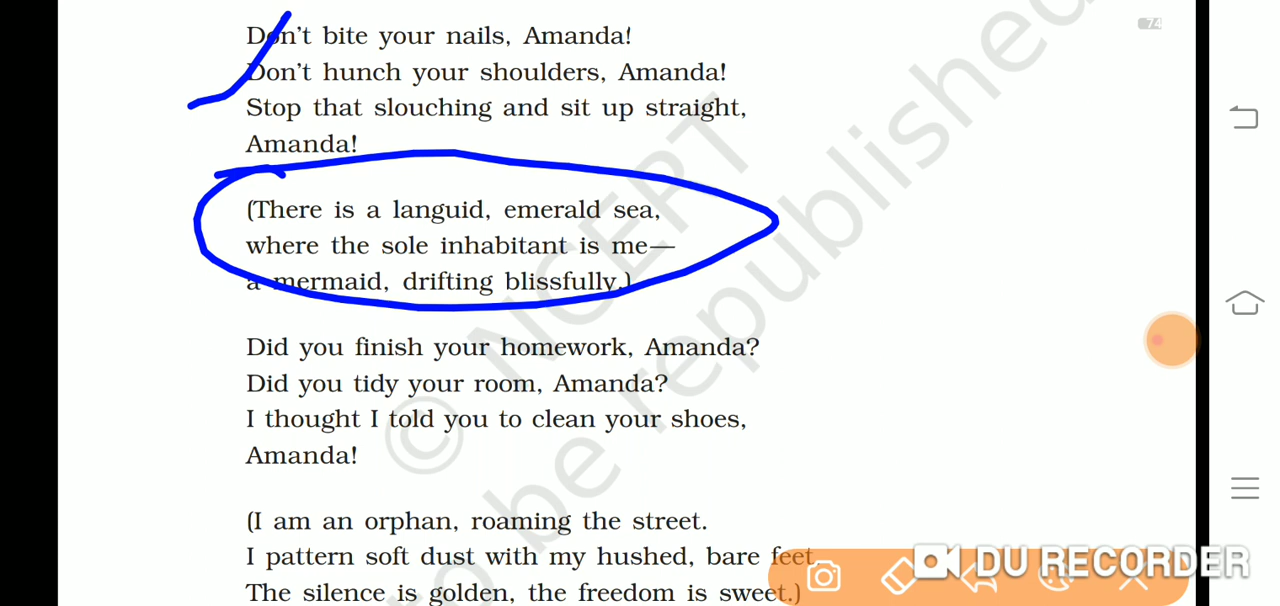 74
Don't bite your nails, Amanda!
Don't hunch your shoulders, Amanda!
Stop that slouching and sit up straight,
Amanda!
(There is a languid, emerald sea,
where the sole inhabitant is me—
a mermaid, drifting blissfully.)
Did you finish your homework, Amanda?
Did you tidy your room, Amanda?
I thought I told you to clean your shoes,
Amanda!
(I am an orphan, roaming the street.
I pattern soft dust with my hushed, bare feet.
The silence is golden, the freedom is sweet.)
© NCERT
be republished
DU RECORDER